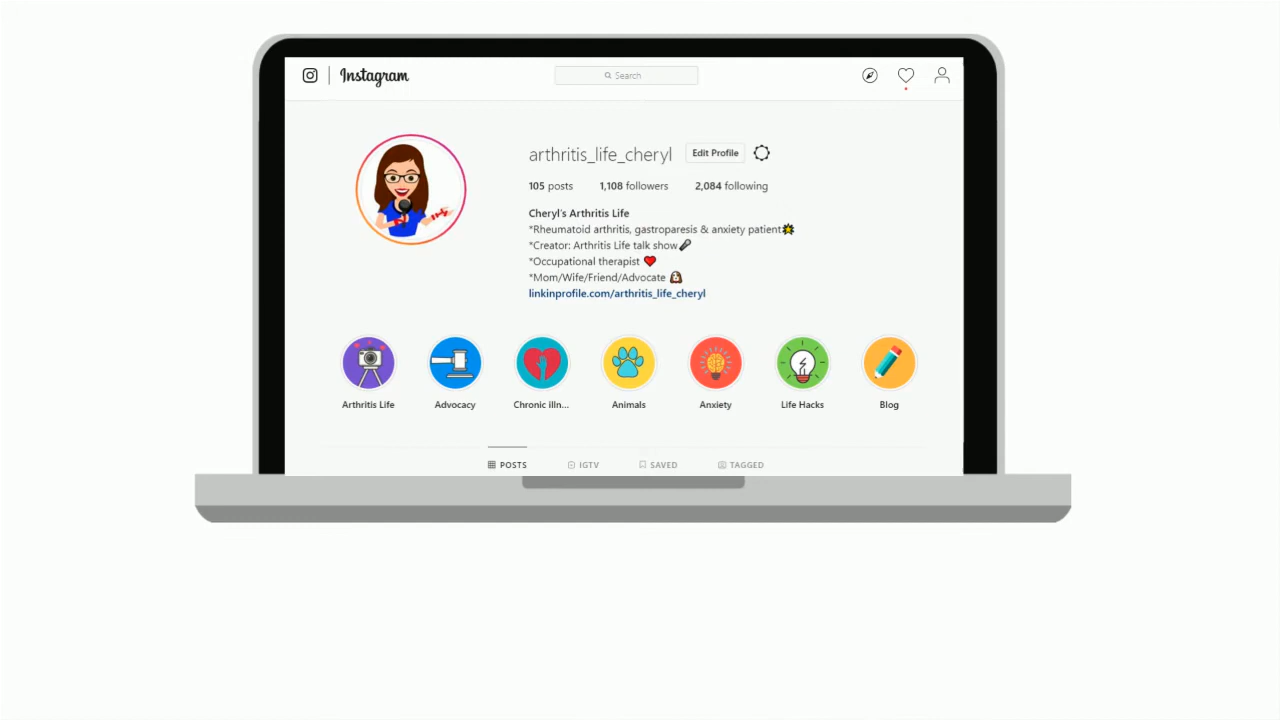 Instagram
Search
arthritis_life_cheryl Edit Profile
105 posts 1,108 followers 2,084 following
Cheryl's Arthritis Life
*Rheumatoid arthritis, gastroparesis & anxiety patient
*Creator: Arthritis Life talk show
*Occupational therapist
*Mom/Wife/Friend/Advocate
linkinprofile.com/arthritis_life_cheryl
Arthritis Life Advocacy Chronic illn... Animals Anxiety Life Hacks Blog
POSTS IGTV SAVED TAGGED